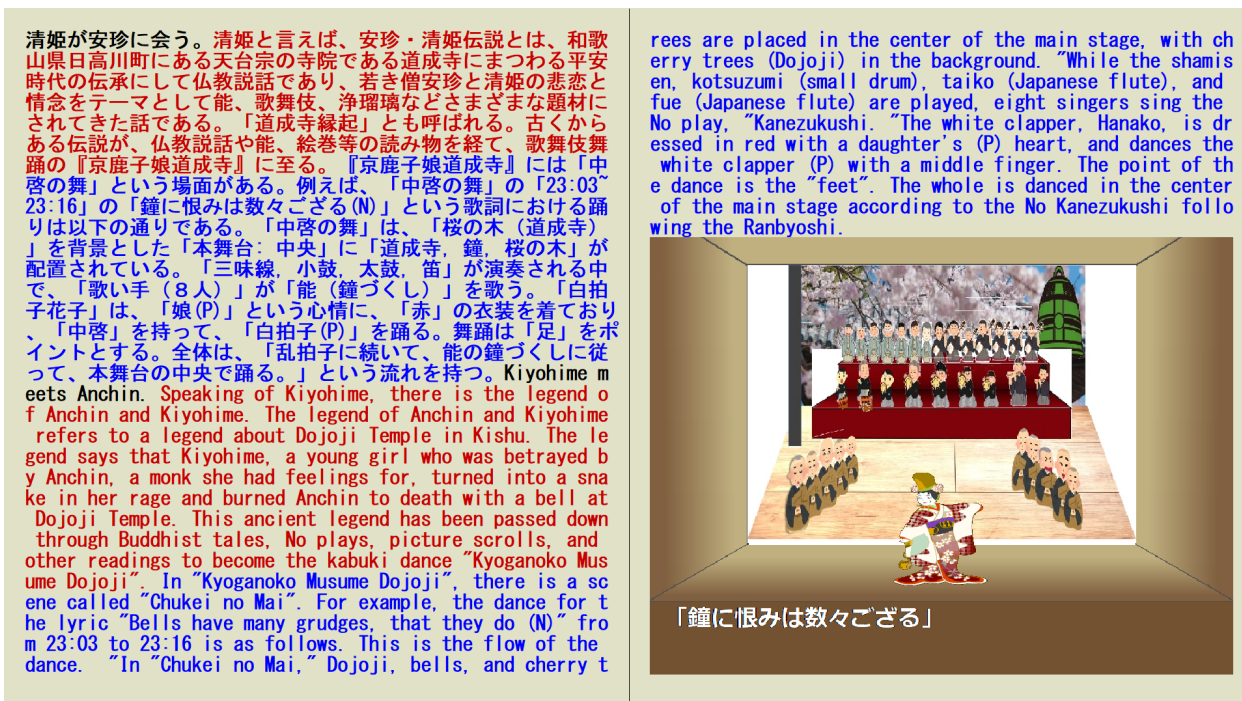 清姫が安珍に会う。清姫と言えば、安珍・清姫伝説とは、和歌
山県日高川町にある天台宗の寺院である道成寺にまつわる平安
時代の伝承にして仏教説話であり、若き僧安珍と清姫の悲恋と
情念をテーマとして能、歌舞伎、浄瑠璃などさまざまな題材に
されてきた話である。「道成寺縁起」とも呼ばれる。古くから
ある伝説が、仏教説話や能、絵巻等の読み物を経て、歌舞伎舞
踊の『京鹿子娘道成寺』に至る。『京鹿子娘道成寺』には「中
啓の舞」という場面がある。例えば、「中啓の舞」の「23:03~
23:16」の「鐘に恨みは数々ござる(N)」という歌詞における踊
りは以下の通りである。「中啓の舞」は、「桜の木（道成寺）
」を背景とした「本舞台: 中央」に「道成寺, 鐘, 桜の木」が
配置されている。「三味線, 小鼓, 太鼓, 笛」が演奏される中
で、「歌い手（８人）」が「能（鐘づくし）」を歌う。「白拍
子花子」は、「娘(P)」という心情に、「赤」の衣装を着ており
、「中啓」を持って、「白拍子(P)」を踊る。舞踊は「足」をポ
イントとする。全体は、「乱拍子に続いて、能の鐘づくしに従
って、本舞台の中央で踊る。」という流れを持つ。Kiyohime m
eets Anchin. Speaking of Kiyohime, there is the legend o
f Anchin and Kiyohime. The legend of Anchin and Kiyohime
refers to a legend about Dojoji Temple in Kishu. The le
gend says that Kiyohime, a young girl who was betrayed b
y Anchin, a monk she had feelings for, turned into a sna
ke in her rage and burned Anchin to death with a bell at
Dojoji Temple. This ancient legend has been passed down
through Buddhist tales, No plays, picture scrolls, and
other readings to become the kabuki dance "Kyoganoko Mus
ume Dojoji". In "Kyoganoko Musume Dojoji", there is a sc
ene called "Chukei no Mai". For example, the dance for t
he lyric "Bells have many grudges, that they do (N)" fro
m 23:03 to 23:16 is as follows. This is the flow of the
dance.  "In "Chukei no Mai," Dojoji, bells, and cherry t
rees are placed in the center of the main stage, with ch
erry trees (Dojoji) in the background. "While the shamis
en, kotsuzumi (small drum), taiko (Japanese flute), and
fue (Japanese flute) are played, eight singers sing the
No play, "Kanezukushi. "The white clapper, Hanako, is dr
essed in red with a daughter's (P) heart, and dances the
white clapper (P) with a middle finger. The point of th
e dance is the "feet". The whole is danced in the center
of the main stage according to the No Kanezukushi follo
wing the Ranbyoshi.
「鐘に恨みは数々ござる」